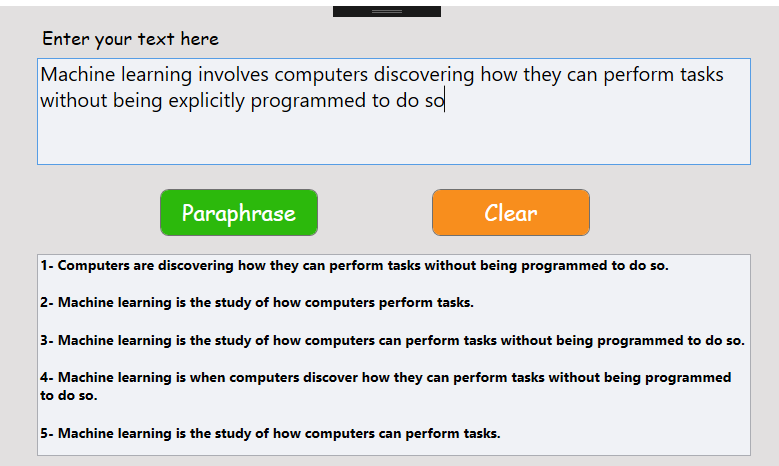 Enter your text here
Machine learning involves computers discovering how they can perform tasks
without being explicitly programmed to do so
Paraphrase
Clear
1- Computers are discovering how they can perform tasks without being programmed to do so.
2- Machine learning is the study of how computers perform tasks.
3- Machine learning is the study of how computers can perform tasks without being programmed to do so.
4- Machine learning is when computers discover how they can perform tasks without being programmed
to do so.
5- Machine learning is the study of how computers can perform tasks.